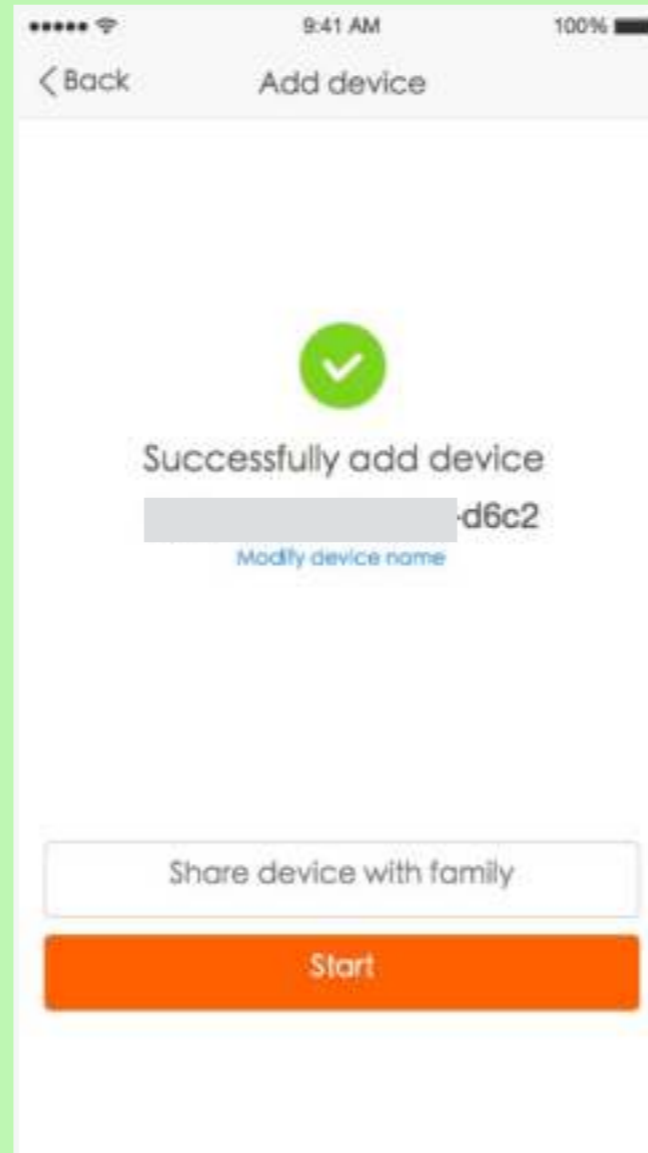 9:41 AM 100%
Back Add device
Successfully add device
-d6c2
Modify device name
Share device with family
Start